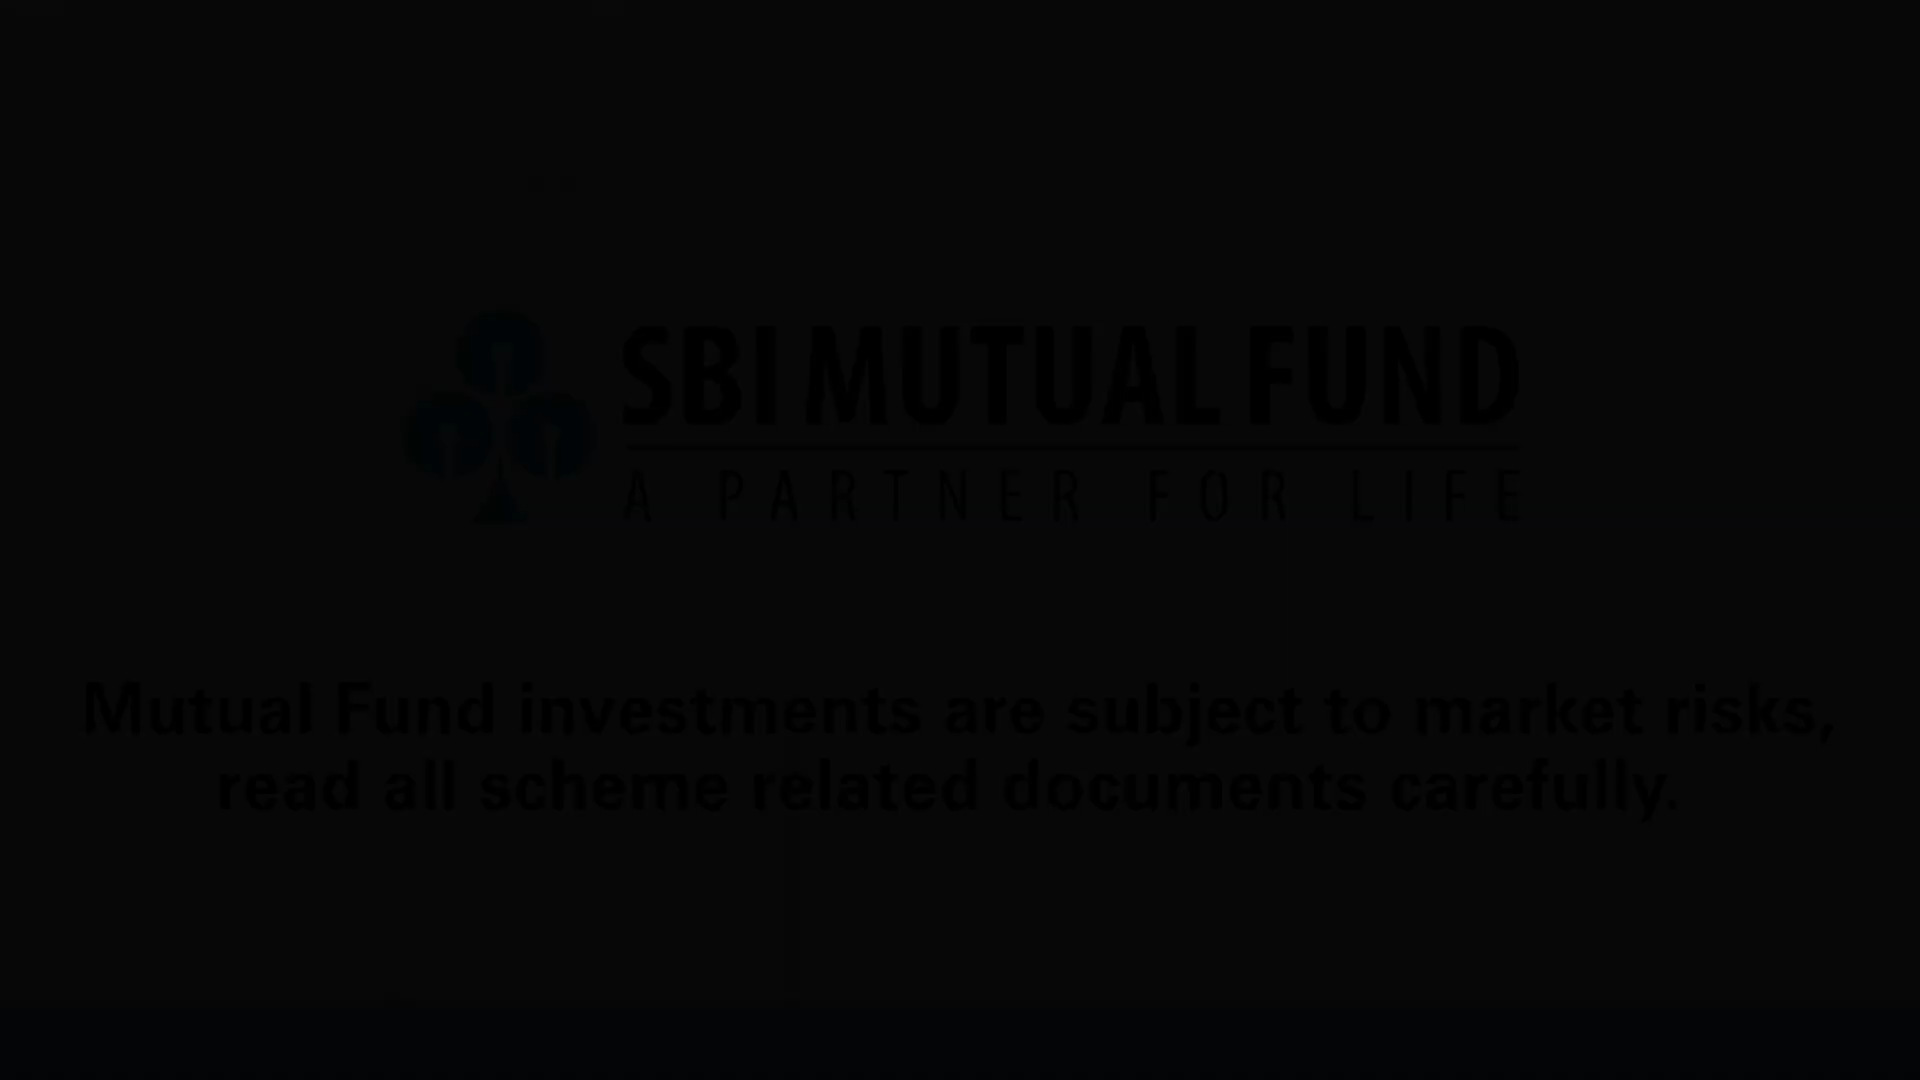 SBI MUTUAL FUND
A PARTNER FOR LIFE
Mutual Fund investments are subject to market risks,
read all scheme related documents carefully.